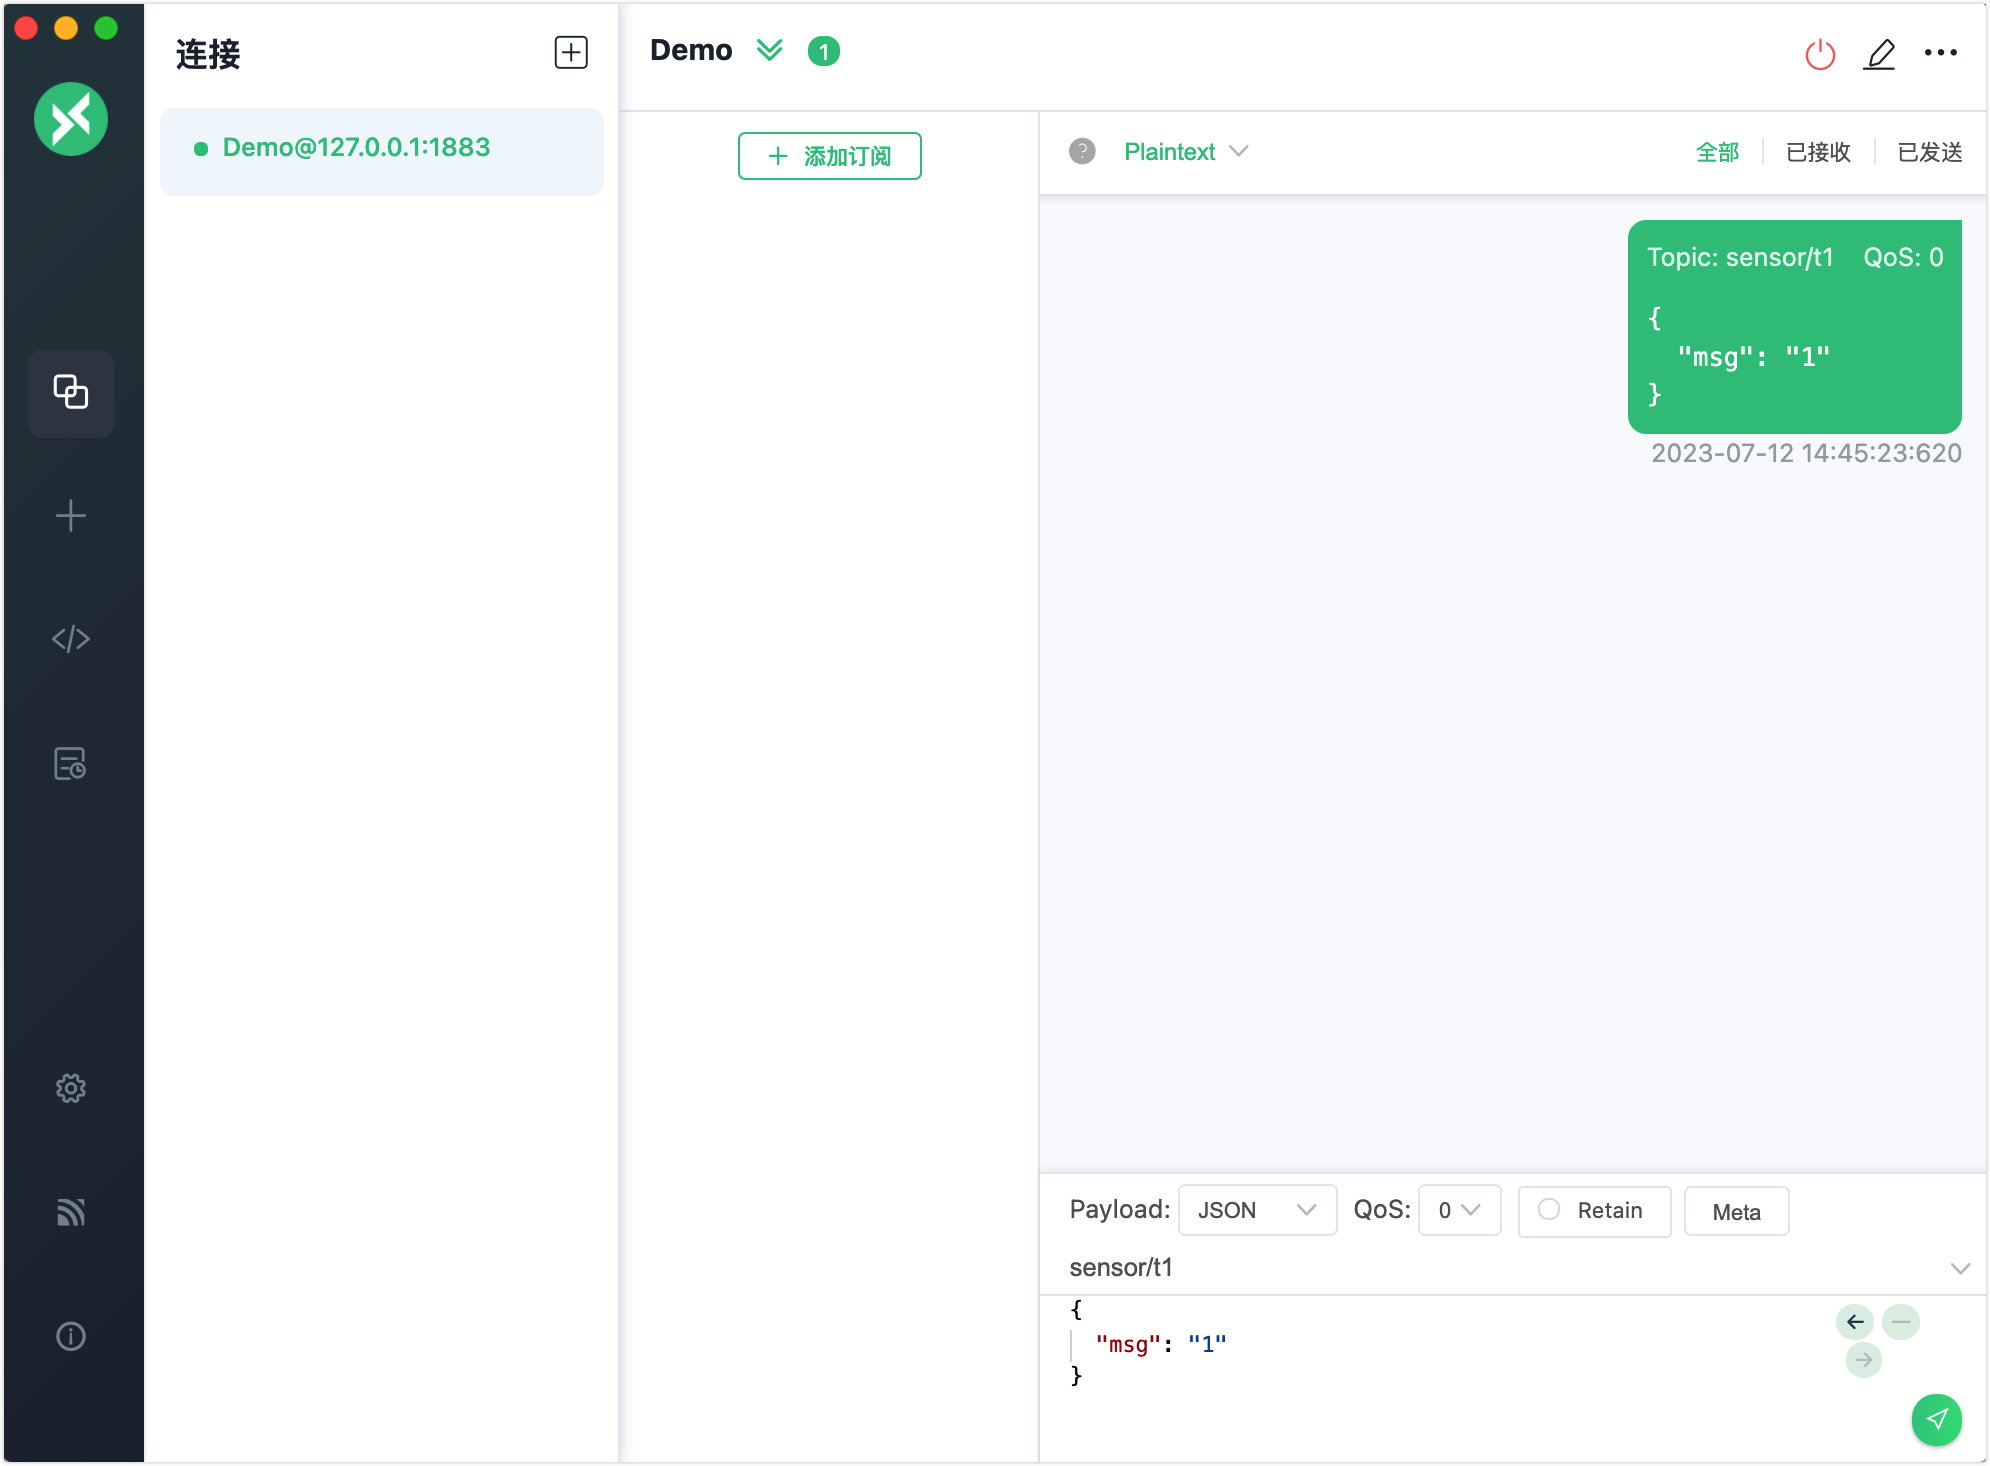 连接
Demo@127.0.0.1:1883
Demo 1
添加订阅
Plaintext
全部 已接收 已发送
Topic: sensor/t1 QoS: 0
{
"msg": "1"
}
2023-07-12 14:45:23:620
Payload: JSON QoS: 0 Retain Meta
sensor/t1
{
"msg": "1"
}